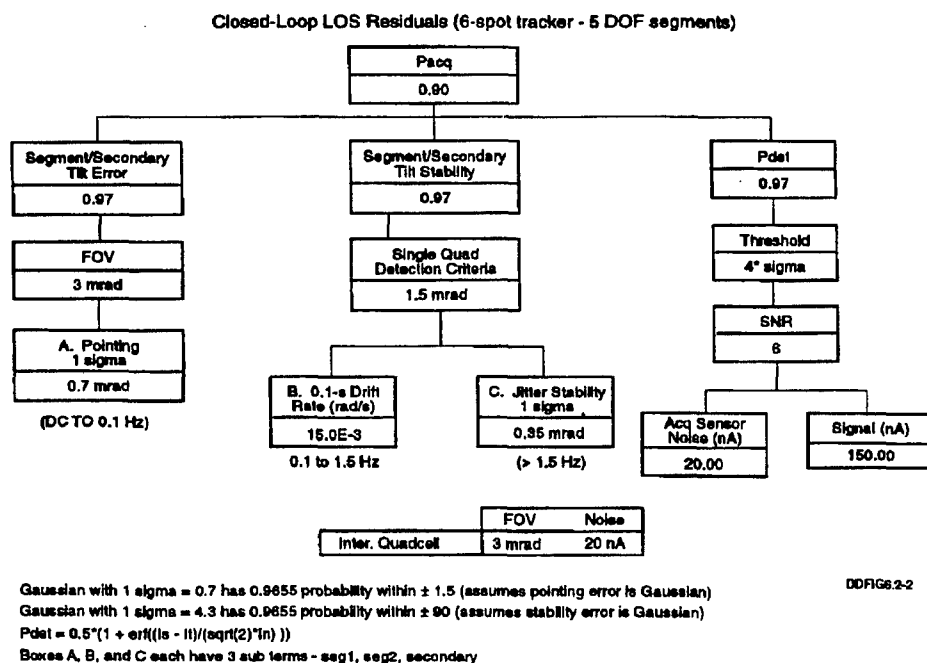 Closed-Loop LOS Residuals (6-spot tracker - 5 DOF segments)
Pacq
0.90
Segment/Secondary
Tilt Error
0.97
Segment/Secondary
Tilt Stability
0.97
Pdet
0.97
FOV
3 mrad
Single Quad
Detection Criteria
1.5 mrad
Threshold
4* sigma
A. Pointing
1 sigma
0.7 mrad
(DC TO 0.1 Hz)
SNR
6
B. 0.1-s Drift
Rate (rad/s)
15.0E-3
0.1 to 1.5 Hz
C. Jitter Stability
1 sigma
0.35 mrad
(> 1.5 Hz)
Acq Sensor
Noise (nA)
20.00
Signal (nA)
150.00
FOV Noise
Inter. Quadcell 3 mrad 20 nA
Gaussian with 1 sigma = 0.7 has 0.9655 probability within ± 1.5 (assumes pointing error is Gaussian)
DDFIG6.2-2
Gaussian with 1 sigma = 4.3 has 0.9655 probability within ± 90 (assumes stability error is Gaussian)
Pdet = 0.5*(1 + erf((Is - It)/(sqrt(2)*In) ))
Boxes A, B, and C each have 3 sub terms - seg1, seg2, secondary